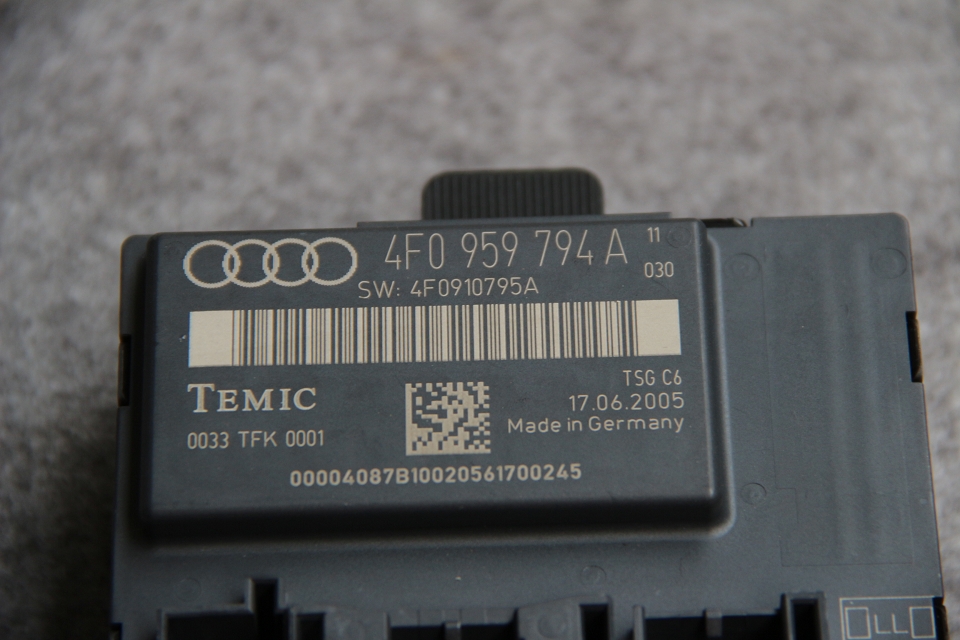 4F0 959 794 A 11
030
SW: 4F0910795A
TEMIC
TSG C6
17.06.2005
Made in Germany
0033 TFK 0001
00004087B10020561700245